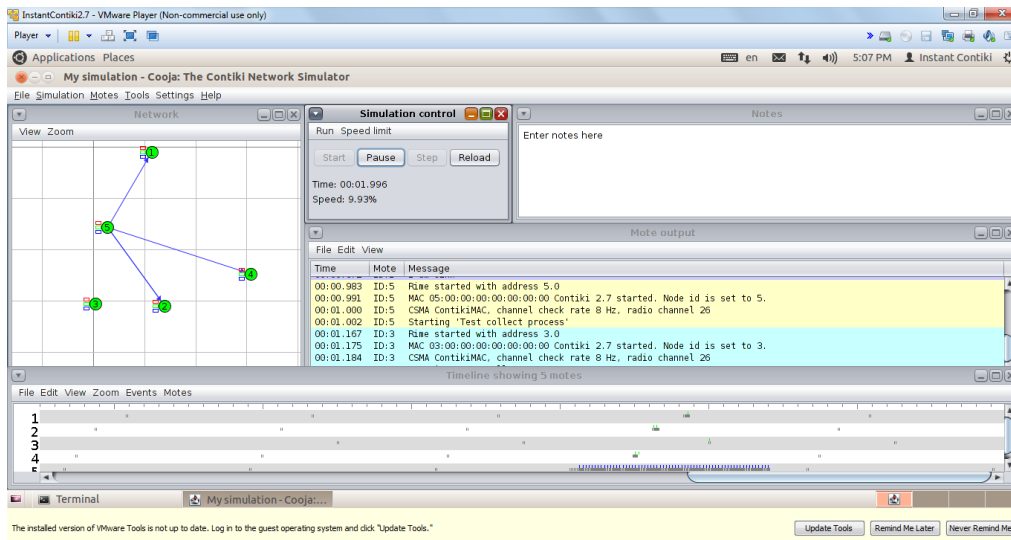 InstantContiki2.7 - VMware Player (Non-commercial use only)
Player
Applications Places en 5:07 PM Instant Contiki
My simulation - Cooja: The Contiki Network Simulator
File Simulation Motes Tools Settings Help
Network
View Zoom
1
5
4
3
2
Simulation control
Run Speed limit
Start Pause Step Reload
Time: 00:01.996
Speed: 9.93%
Notes
Enter notes here
Mote output
File Edit View
Time Mote Message
00:00.983 ID:5 Rime started with address 5.0
00:00.991 ID:5 MAC 05:00:00:00:00:00:00:00 Contiki 2.7 started. Node id is set to 5.
00:01.000 ID:5 CSMA ContikiMAC, channel check rate 8 Hz, radio channel 26
00:01.002 ID:5 Starting 'Test collect process'
00:01.167 ID:3 Rime started with address 3.0
00:01.175 ID:3 MAC 03:00:00:00:00:00:00:00 Contiki 2.7 started. Node id is set to 3.
00:01.184 ID:3 CSMA ContikiMAC, channel check rate 8 Hz, radio channel 26
Timeline showing 5 motes
File Edit View Zoom Events Motes
1
2
3
4
Terminal My simulation - Cooja:...
The installed version of VMware Tools is not up to date. Log in to the guest operating system and click "Update Tools."
Update Tools Remind Me Later Never Remind Me